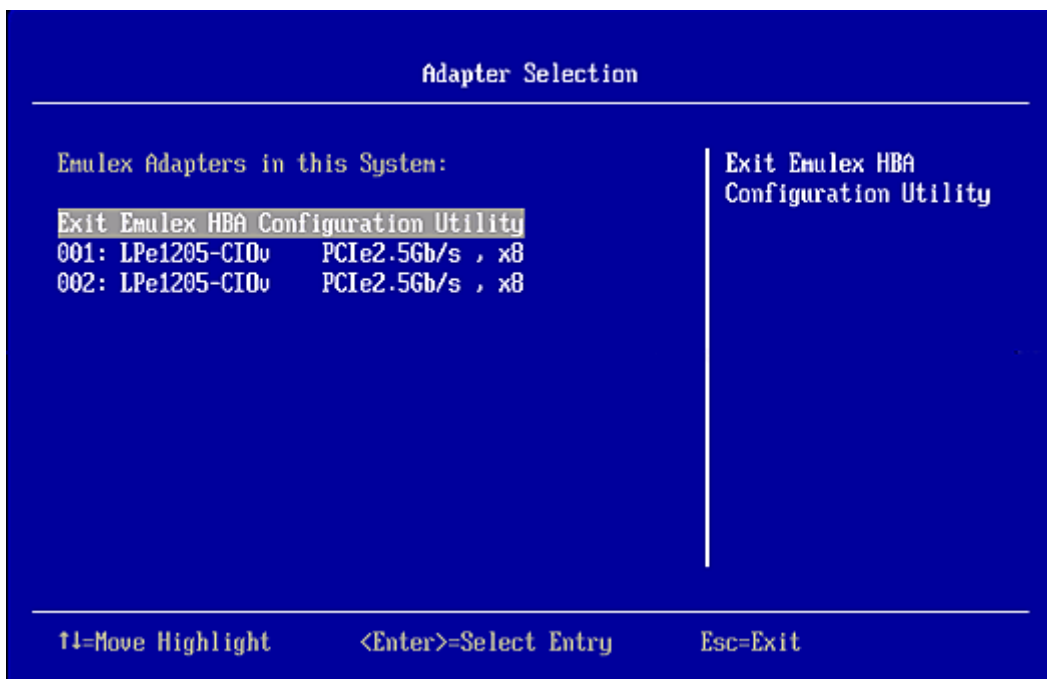 Adapter Selection
Emulex Adapters in this System:
Exit Emulex HBA Configuration Utility
001: LPe1205-CIOv PCIe2.5Gb/s , x8
002: LPe1205-CIOv PCIe2.5Gb/s , x8
Exit Emulex HBA
Configuration Utility
↑↓=Move Highlight <Enter>=Select Entry Esc=Exit